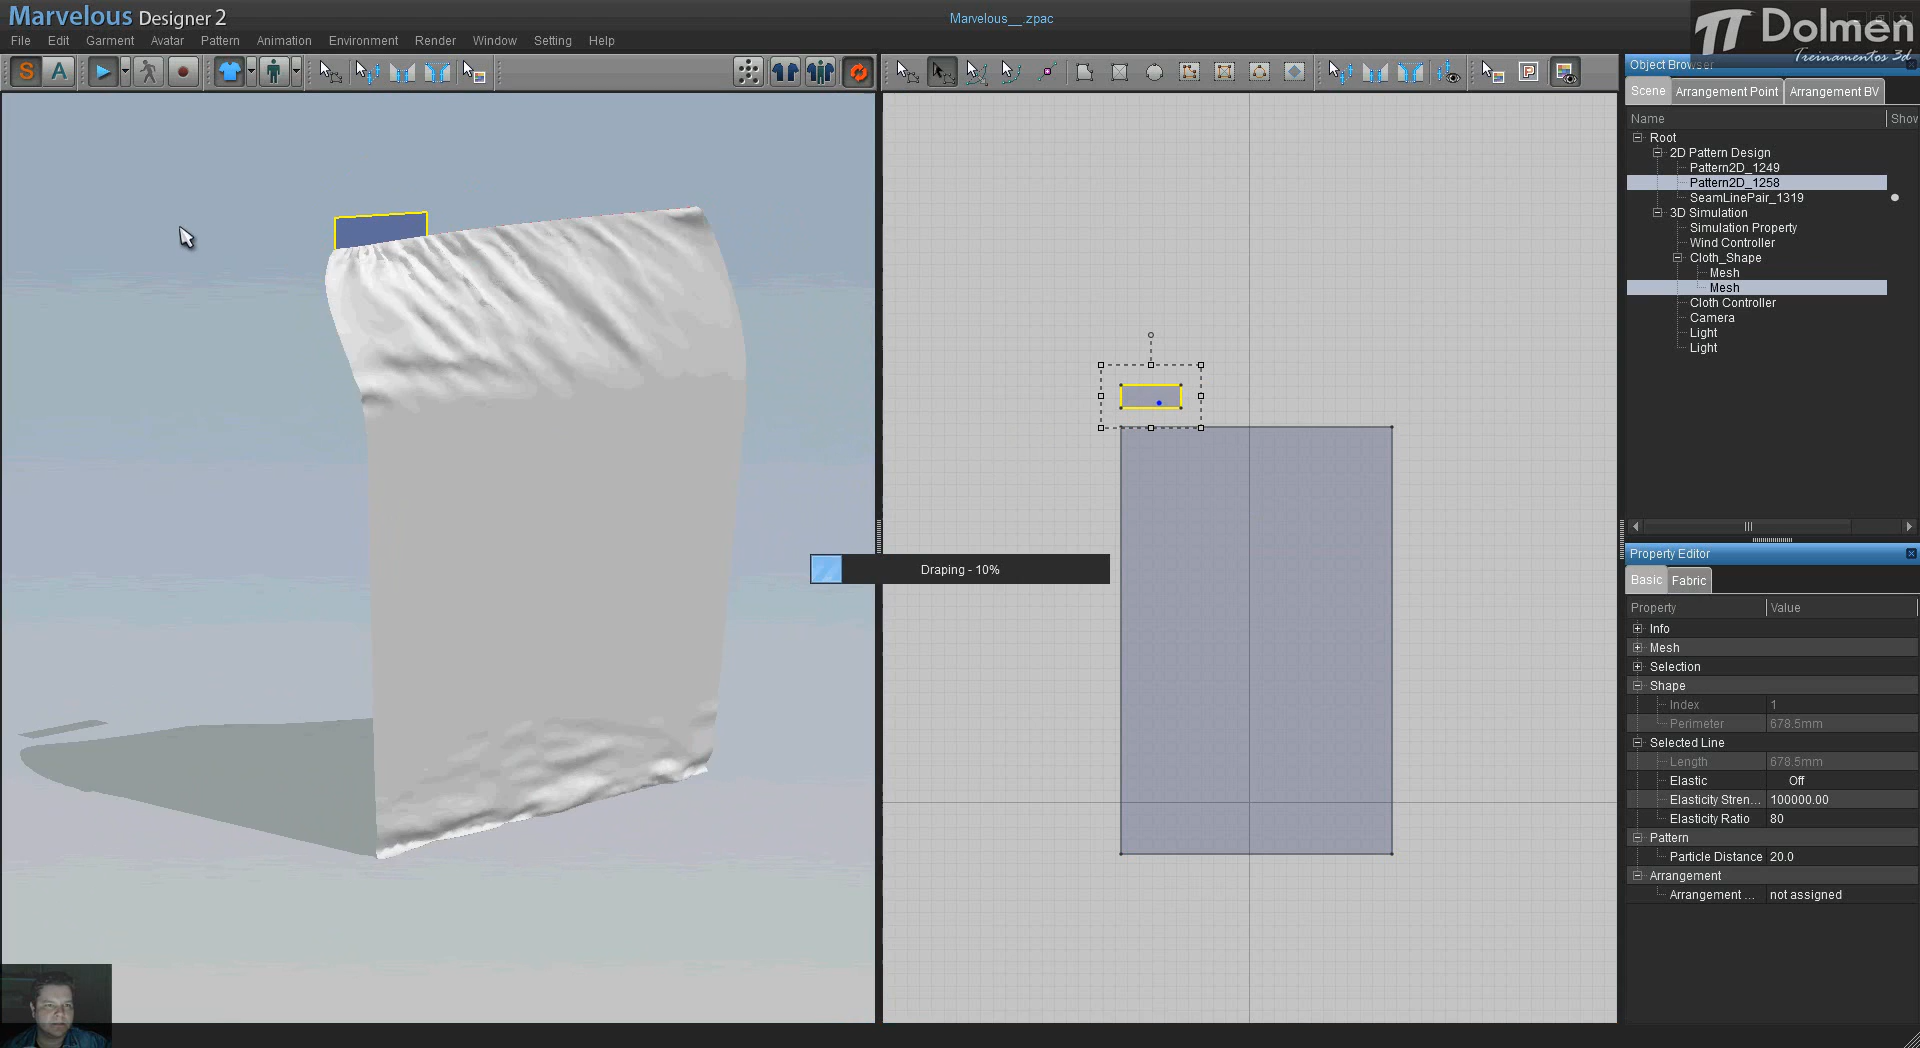 Marvelous Designer 2
Marvelous__.zpac
Dolmen
Treinamentos 3d
File Edit Garment Avatar Pattern Animation Environment Render Window Setting Help
S A
P
Object Browser
Scene Arrangement Point Arrangement BV
Name Show
Root
2D Pattern Design
Pattern2D_1249
Pattern2D_1258
SeamLinePair_1319
3D Simulation
Simulation Property
Wind Controller
Cloth_Shape
Mesh
Mesh
Cloth Controller
Camera
Light
Light
Draping - 10%
Property Editor
Basic Fabric
Property Value
Info
Mesh
Selection
Shape
Index 1
Perimeter 678.5mm
Selected Line
Length 678.5mm
Elastic Off
Elasticity Stren... 100000.00
Elasticity Ratio 80
Pattern
Particle Distance 20.0
Arrangement
Arrangement ... not assigned